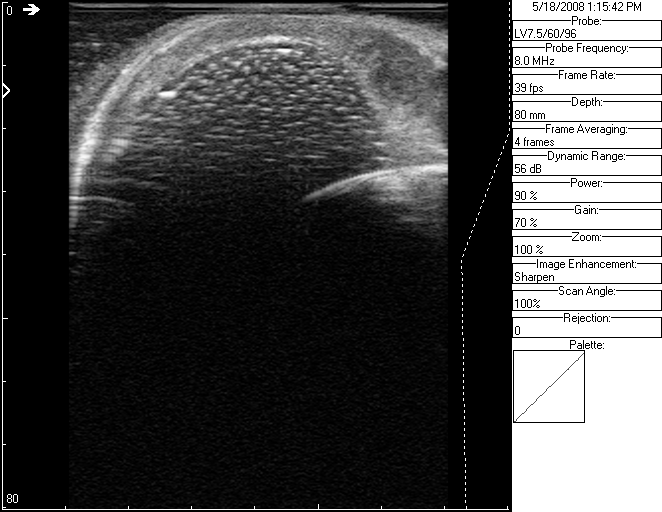 0
80
5/18/2008 1:15:42 PM
Probe:
LV7.5/60/96
Probe Frequency:
8.0 MHz
Frame Rate:
39 fps
Depth:
80 mm
Frame Averaging:
4 frames
Dynamic Range:
56 dB
Power:
90 %
Gain:
70 %
Zoom:
100 %
Image Enhancement:
Sharpen
Scan Angle:
100%
Rejection:
0
Palette: